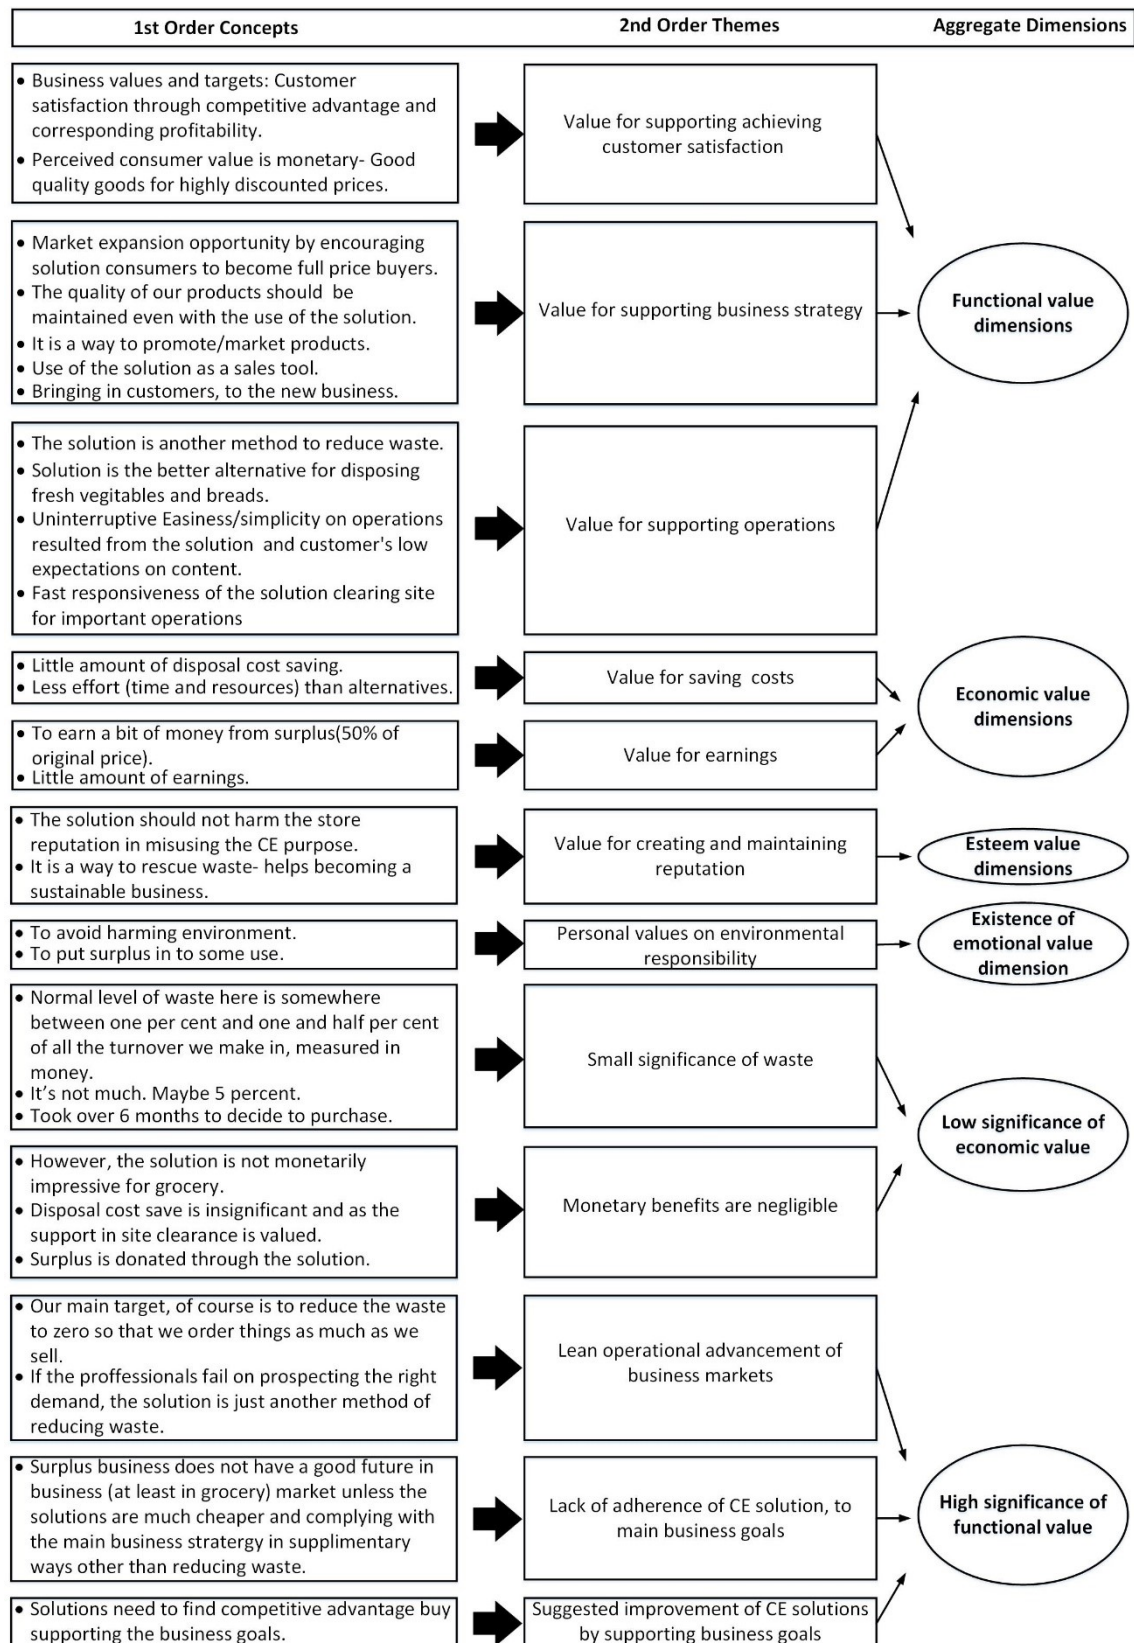 1st Order Concepts
2nd Order Themes
Aggregate Dimensions
• Business values and targets: Customer
satisfaction through competitive advantage and
corresponding profitability.
• Perceived consumer value is monetary- Good
quality goods for highly discounted prices.
Value for supporting achieving
customer satisfaction
• Market expansion opportunity by encouraging
solution consumers to become full price buyers.
• The quality of our products should be
maintained even with the use of the solution.
• It is a way to promote/market products.
• Use of the solution as a sales tool.
• Bringing in customers, to the new business.
Value for supporting business strategy
Functional value
dimensions
• The solution is another method to reduce waste.
• Solution is the better alternative for disposing
fresh vegitables and breads.
• Uninterruptive Easiness/simplicity on operations
resulted from the solution and customer's low
expectations on content.
• Fast responsiveness of the solution clearing site
for important operations
Value for supporting operations
• Little amount of disposal cost saving.
• Less effort (time and resources) than alternatives.
Value for saving costs
Economic value
dimensions
• To earn a bit of money from surplus(50% of
original price).
• Little amount of earnings.
Value for earnings
• The solution should not harm the store
reputation in misusing the CE purpose.
• It is a way to rescue waste- helps becoming a
sustainable business.
Value for creating and maintaining
reputation
Esteem value
dimensions
• To avoid harming environment.
• To put surplus in to some use.
Personal values on environmental
responsibility
Existence of
emotional value
dimension
• Normal level of waste here is somewhere
between one per cent and one and half per cent
of all the turnover we make in, measured in
money.
• It’s not much. Maybe 5 percent.
• Took over 6 months to decide to purchase.
Small significance of waste
Low significance of
economic value
• However, the solution is not monetarily
impressive for grocery.
• Disposal cost save is insignificant and as the
support in site clearance is valued.
• Surplus is donated through the solution.
Monetary benefits are negligible
• Our main target, of course is to reduce the waste
to zero so that we order things as much as we
sell.
• If the proffessionals fail on prospecting the right
demand, the solution is just another method of
reducing waste.
Lean operational advancement of
business markets
• Surplus business does not have a good future in
business (at least in grocery) market unless the
solutions are much cheaper and complying with
the main business stratergy in supplimentary
ways other than reducing waste.
Lack of adherence of CE solution, to
main business goals
High significance of
functional value
• Solutions need to find competitive advantage buy
supporting the business goals.
Suggested improvement of CE solutions
by supporting business goals